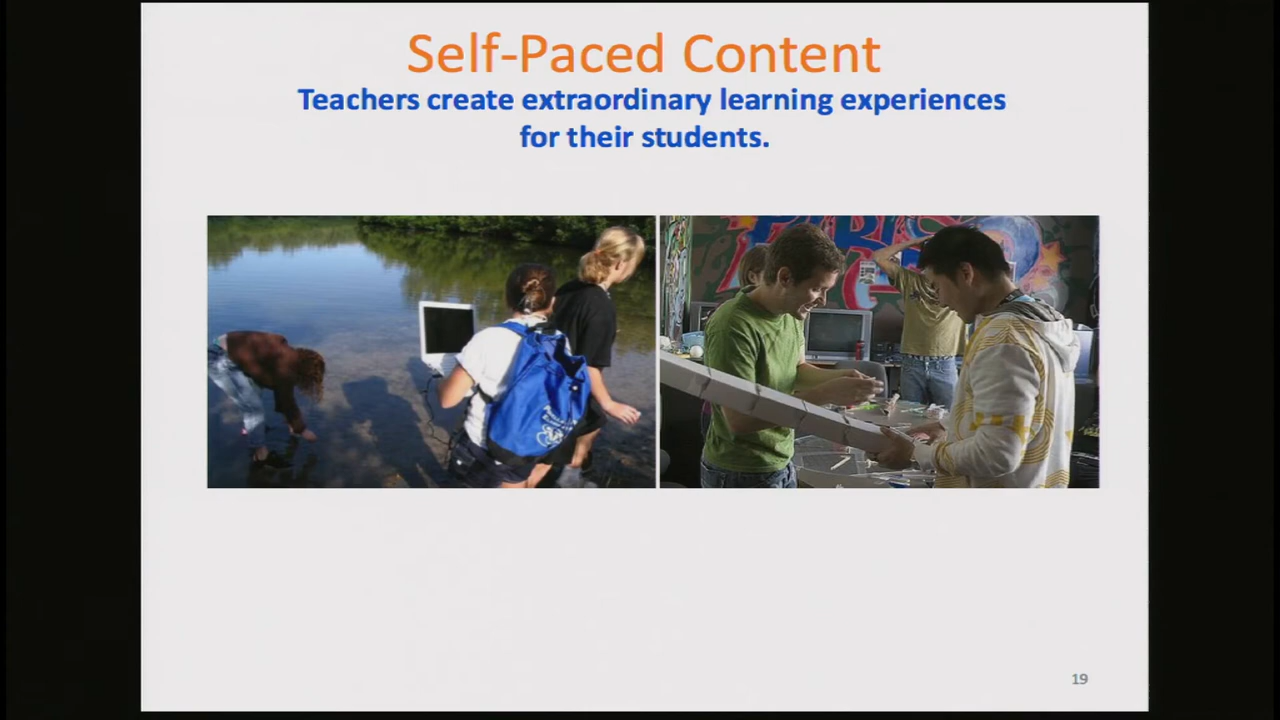 Self-Paced Content
Teachers create extraordinary learning experiences
for their students.
19